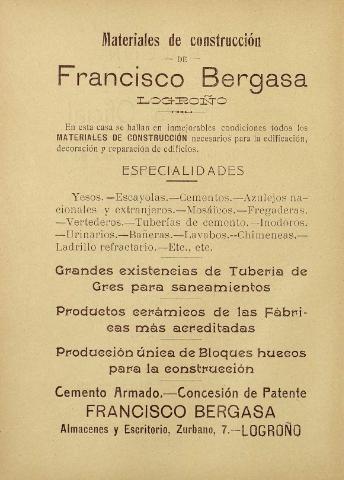 Materiales de construcción
— DE —
Francisco Bergasa
LOGROÑO
En esta casa se hallan en inmejorables condiciones todos los
MATERIALES DE CONSTRUCCIÓN necesarios para la edificación,
decoración y reparación de edificios.
ESPECIALIDADES
Yesos.—Escayolas.—Cementos.—Azulejos na-
cionales y extranjeros.—Mosáicos.—Fregaderas.
—Vertederos.—Tuberías de cemento.—Inodoros.
—Urinarios.—Bañeras.—Lavabos.—Chimeneas.—
Ladrillo refractario.—Etc., etc.
Grandes existencias de Tubería de
Gres para saneamientos
Productos cerámicos de las Fábri-
cas más acreditadas
Producción única de Bloques huecos
para la construcción
Cemento Armado.—Concesión de Patente
FRANCISCO BERGASA
Almacenes y Escritorio, Zurbano, 7.—LOGROÑO